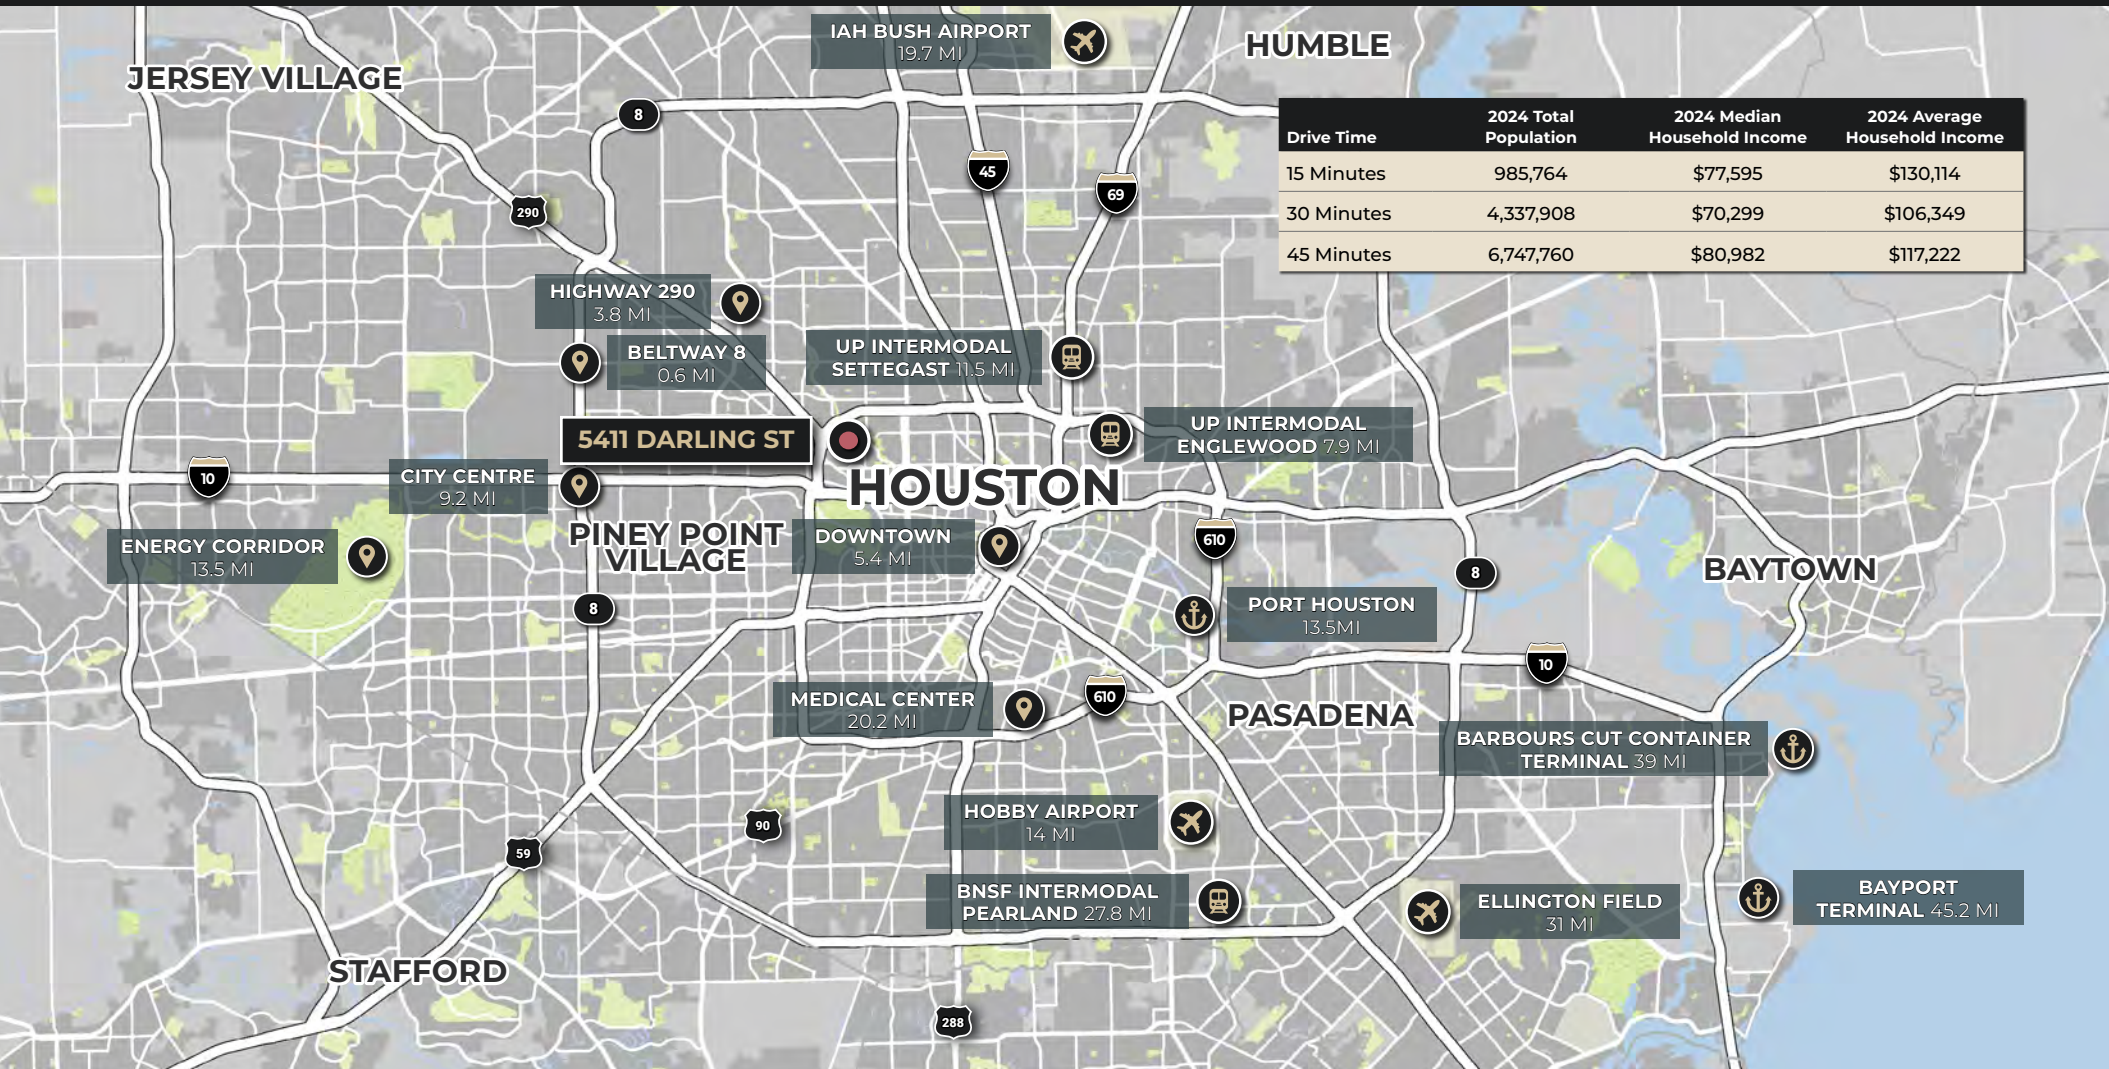 IAH BUSH AIRPORT
19.7 MI
HUMBLE
JERSEY VILLAGE
8
45
69
290
Drive Time
2024 Total
Population
2024 Median
Household Income
2024 Average
Household Income
15 Minutes 985,764 $77,595 $130,114
30 Minutes 4,337,908 $70,299 $106,349
45 Minutes 6,747,760 $80,982 $117,222
HIGHWAY 290
3.8 MI
BELTWAY 8
0.6 MI
UP INTERMODAL
SETTEGAST 11.5 MI
5411 DARLING ST
UP INTERMODAL
ENGLEWOOD 7.9 MI
10
CITY CENTRE
9.2 MI
HOUSTON
ENERGY CORRIDOR
13.5 MI
PINEY POINT
VILLAGE
DOWNTOWN
5.4 MI
610
8
BAYTOWN
8
PORT HOUSTON
13.5MI
10
MEDICAL CENTER
20.2 MI
610
PASADENA
BARBOURS CUT CONTAINER
TERMINAL 39 MI
HOBBY AIRPORT
14 MI
90
59
BNSF INTERMODAL
PEARLAND 27.8 MI
ELLINGTON FIELD
31 MI
BAYPORT
TERMINAL 45.2 MI
STAFFORD
288